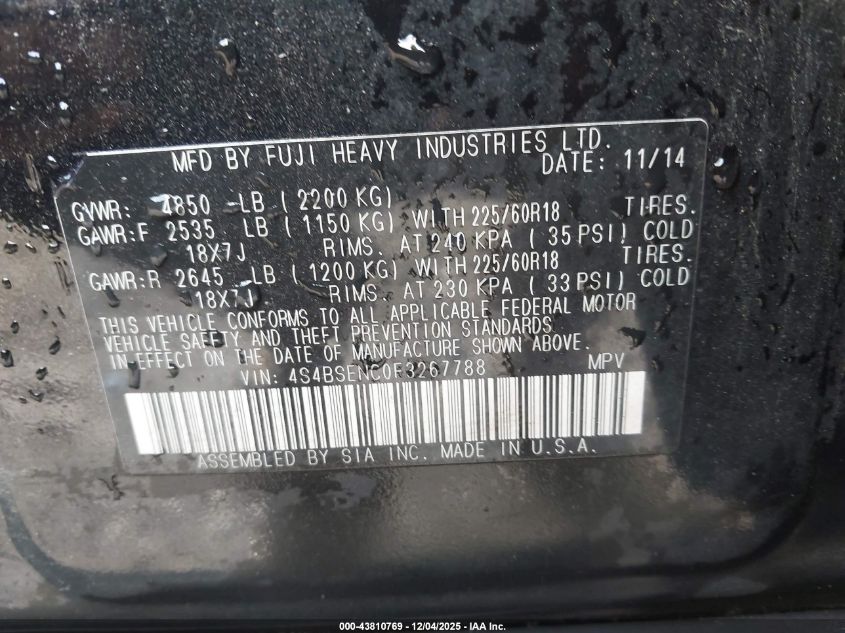 MFD BY FUJI HEAVY INDUSTRIES LTD.
DATE: 11/14
GVWR: 4850 LB ( 2200 KG)
GAWR:F 2535 LB ( 1150 KG) WITH 225/60R18 TIRES.
18X7J RIMS. AT 240 KPA ( 35 PSI) COLD
GAWR:R 2645 LB ( 1200 KG) WITH 225/60R18 TIRES.
18X7J RIMS. AT 230 KPA ( 33 PSI) COLD
THIS VEHICLE CONFORMS TO ALL APPLICABLE FEDERAL MOTOR
VEHICLE SAFETY AND THEFT PREVENTION STANDARDS
IN EFFECT ON THE DATE OF MANUFACTURE SHOWN ABOVE.
VIN: 4S4BSENC0F3267788 MPV
ASSEMBLED BY SIA INC. MADE IN U.S.A.
000-43810769 - 12/04/2025 - IAA Inc.